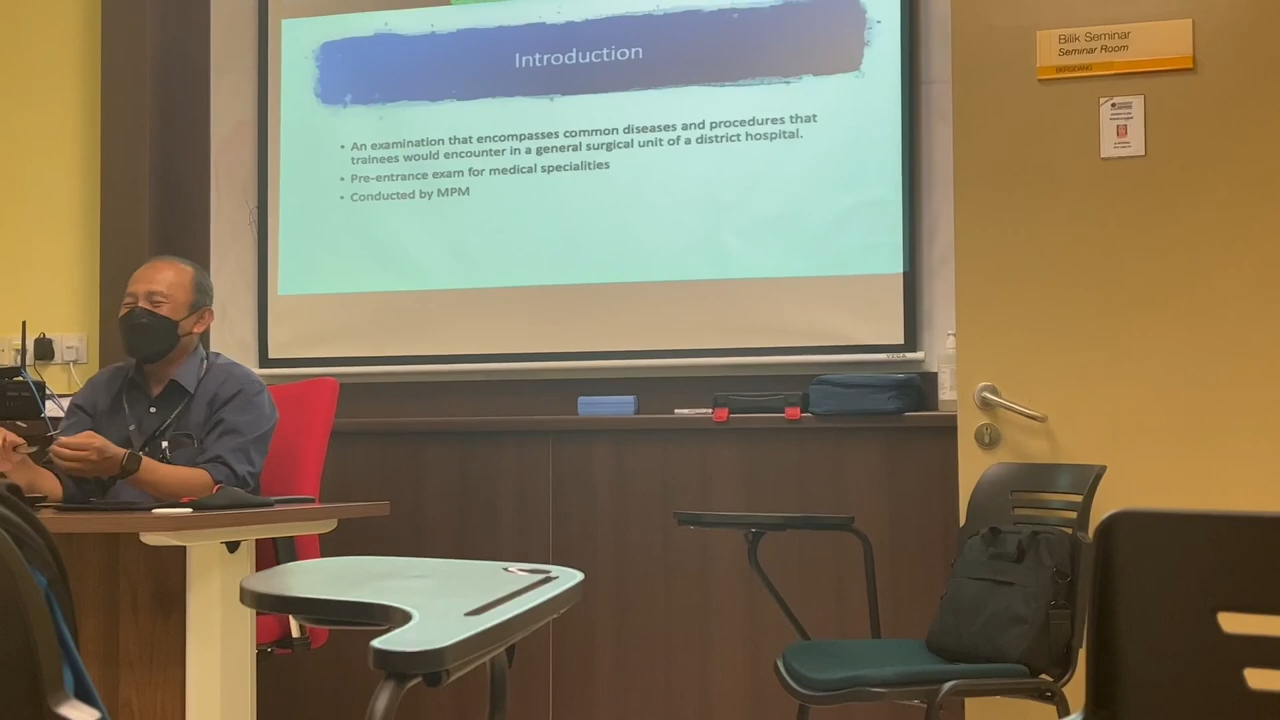 Introduction
• An examination that encompasses common diseases and procedures that
trainees would encounter in a general surgical unit of a district hospital.
• Pre-entrance exam for medical specialities
• Conducted by MPM
Bilik Seminar
Seminar Room
VEGA